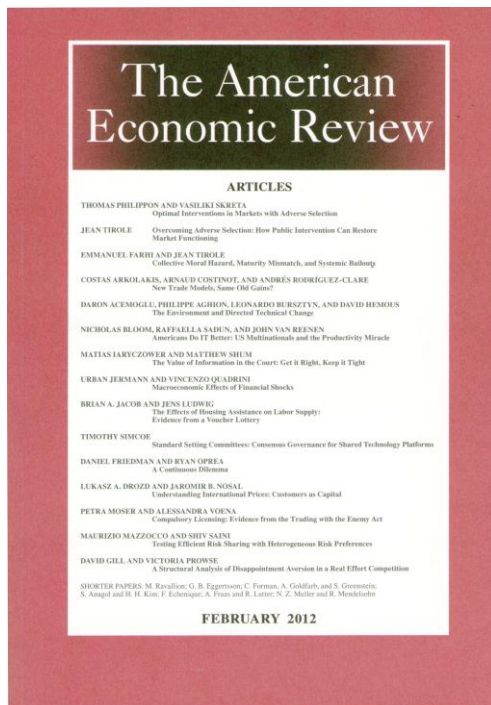 The American
Economic Review
ARTICLES
THOMAS PHILIPPON AND VASILIKI SKRETA
Optimal Interventions in Markets with Adverse Selection
JEAN TIROLE Overcoming Adverse Selection: How Public Intervention Can Restore
Market Functioning
EMMANUEL FARHI AND JEAN TIROLE
Collective Moral Hazard, Maturity Mismatch, and Systemic Bailouts
COSTAS ARKOLAKIS, ARNAUD COSTINOT, AND ANDRÉS RODRÍGUEZ-CLARE
New Trade Models, Same Old Gains?
DARON ACEMOGLU, PHILIPPE AGHION, LEONARDO BURSZTYN, AND DAVID HEMOUS
The Environment and Directed Technical Change
NICHOLAS BLOOM, RAFFAELLA SADUN, AND JOHN VAN REENEN
Americans Do IT Better: US Multinationals and the Productivity Miracle
MATIAS IARYCZOWER AND MATTHEW SHUM
The Value of Information in the Court: Get it Right, Keep it Tight
URBAN JERMANN AND VINCENZO QUADRINI
Macroeconomic Effects of Financial Shocks
BRIAN A. JACOB AND JENS LUDWIG
The Effects of Housing Assistance on Labor Supply:
Evidence from a Voucher Lottery
TIMOTHY SIMCOE
Standard Setting Committees: Consensus Governance for Shared Technology Platforms
DANIEL FRIEDMAN AND RYAN OPREA
A Continuous Dilemma
LUKASZ A. DROZD AND JAROMIR B. NOSAL
Understanding International Prices: Customers as Capital
PETRA MOSER AND ALESSANDRA VOENA
Compulsory Licensing: Evidence from the Trading with the Enemy Act
MAURIZIO MAZZOCCO AND SHIV SAINI
Testing Efficient Risk Sharing with Heterogeneous Risk Preferences
DAVID GILL AND VICTORIA PROWSE
A Structural Analysis of Disappointment Aversion in a Real Effort Competition
SHORTER PAPERS: M. Ravallion; G. B. Eggertsson; C. Forman, A. Goldfarb, and S. Greenstein;
S. Anagol and H. H. Kim; F. Echenique; A. Fraas and R. Lutter; N. Z. Muller and R. Mendelsohn
FEBRUARY 2012